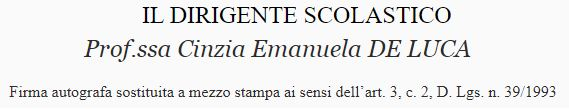 IL DIRIGENTE SCOLASTICO
Prof.ssa Cinzia Emanuela DE LUCA
Firma autografa sostituita a mezzo stampa ai sensi dell'art. 3, c. 2, D. Lgs. n. 39/1993